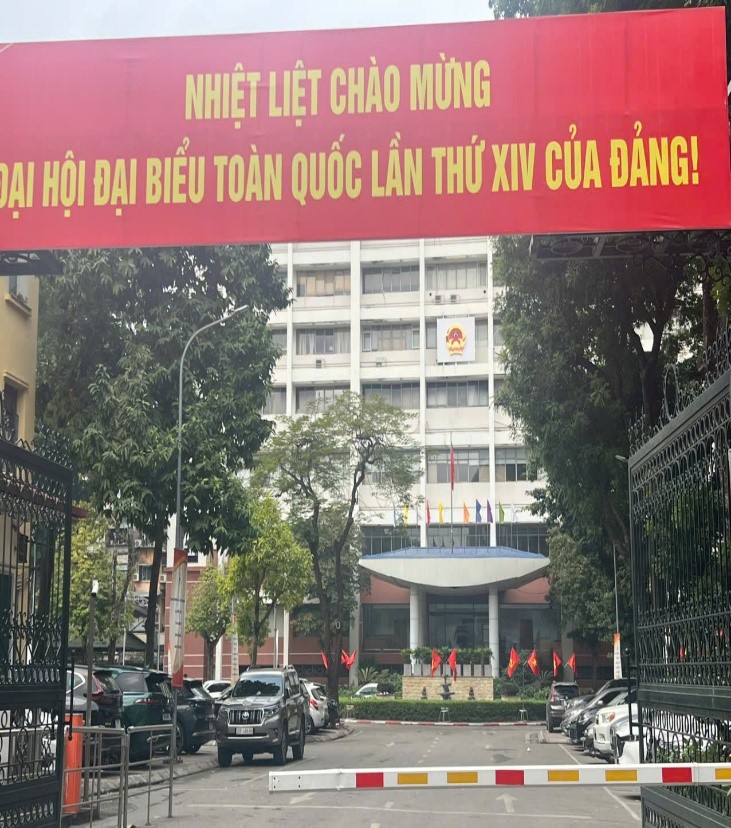 NHIỆT LIỆT CHÀO MỪNG
ĐẠI HỘI ĐẠI BIỂU TOÀN QUỐC LẦN THỨ XIV CỦA ĐẢNG!